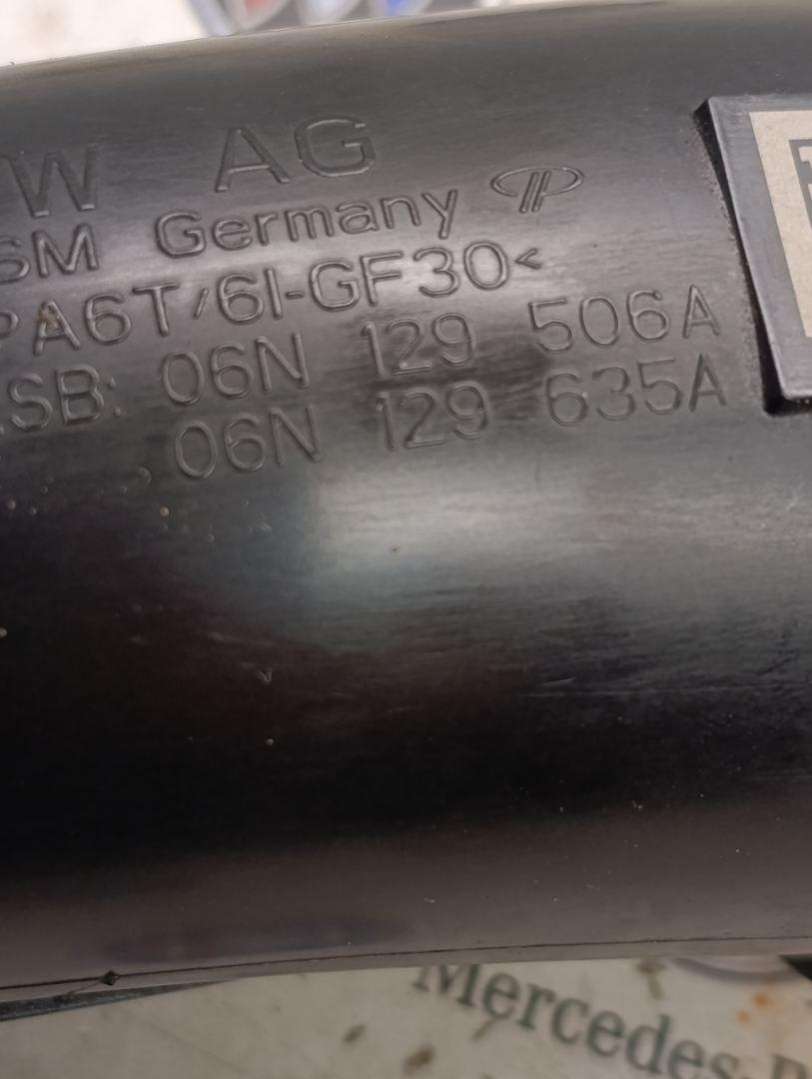 W AG
SM Germany
PA6T/6I-GF30<
SB: 06N 129 506A
06N 129 635A
Mercedes-